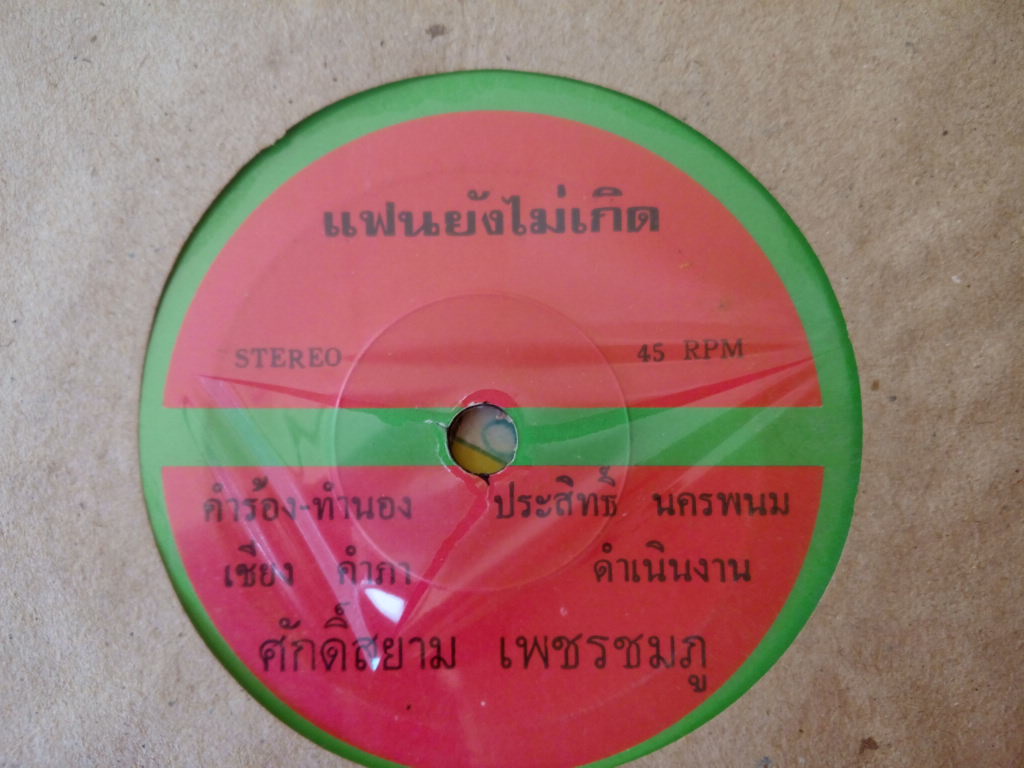 แฟนยังไม่เกิด
STEREO 45 RPM
คำร้อง-ทำนอง ประสิทธิ์ นครพนม
เชียง คำภา ดำเนินงาน
ศักดิ์สยาม เพชรชมภู